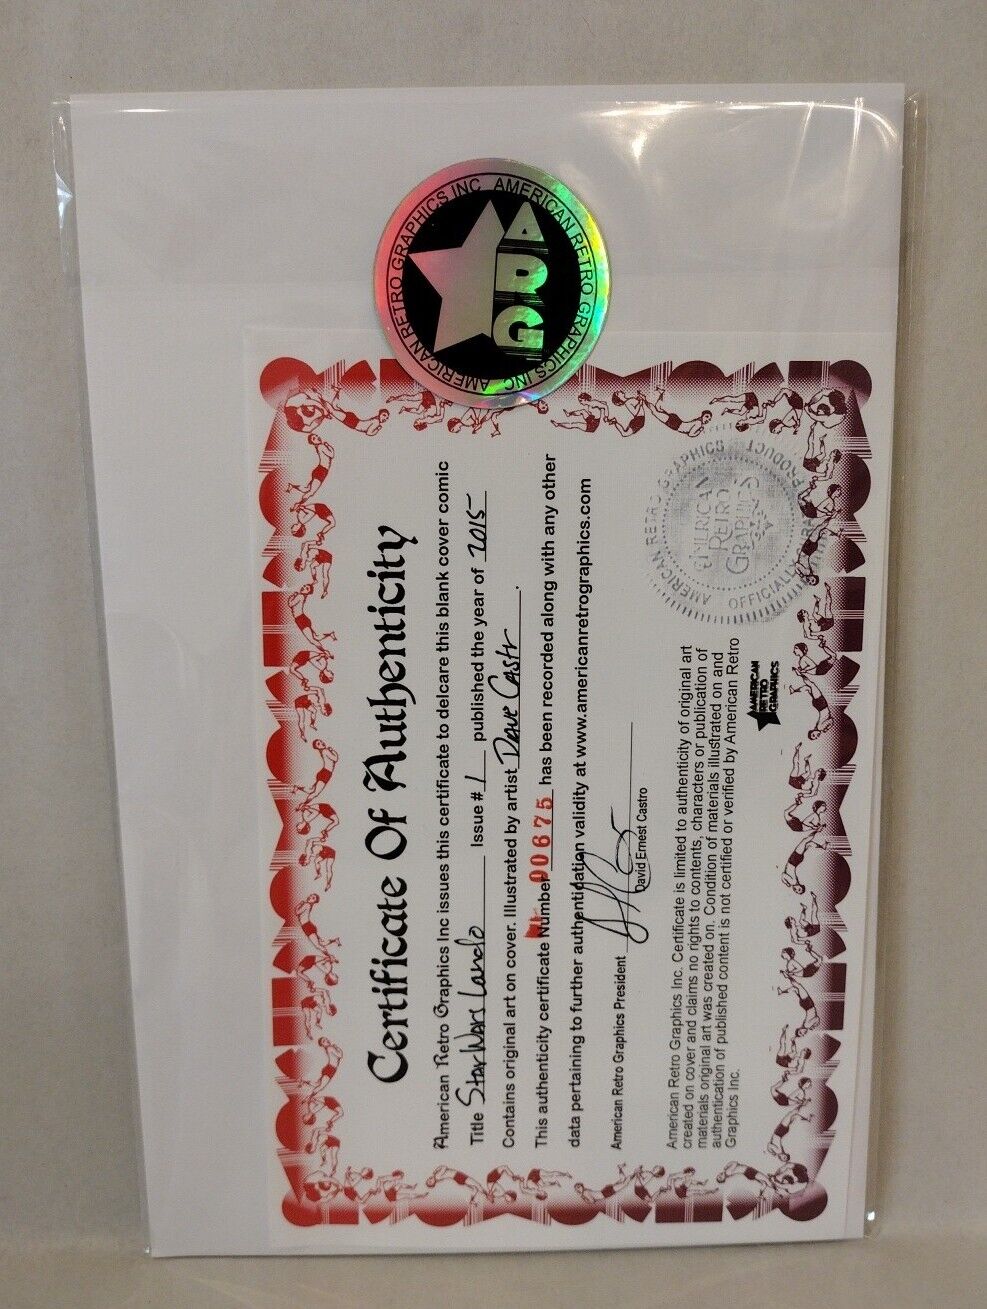 AMERICAN RETRO GRAPHICS INC AMERICAN RETRO GRAPHICS INC
ARG
Certificate Of Authenticity
American Retro Graphics Inc issues this certificate to delcare this blank cover comic
Title Star Wars Lando Issue # 1 published the year of 2015
Contains original art on cover. Illustrated by artist Dave Castr.
This authenticity certificate Number 00675 has been recorded along with any other
data pertaining to further authentidation validity at www.americanretrographics.com
American Retro Graphics President
David Ernest Castro
American Retro Graphics Inc. Certificate is limited to authenticity of original art
created on cover and claims no rights to contents, characters or publication of
materials original art was created on. Condition of materials illustrated on and
authentication of published content is not certified or verified by American Retro
Graphics Inc.
AMERICAN
RETRO
GRAPHICS
AMERICAN RETRO GRAPHICS
PRODUCT
OFFICIAL
AMERICAN
RETRO
GRAPHICS